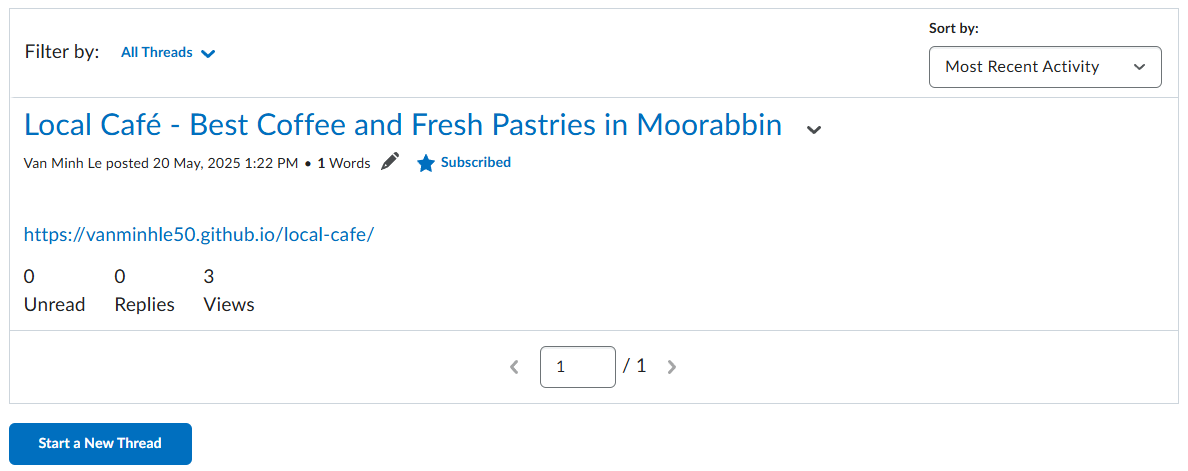 Sort by:
Filter by: All Threads
Most Recent Activity
Local Café - Best Coffee and Fresh Pastries in Moorabbin
Van Minh Le posted 20 May, 2025 1:22 PM • 1 Words Subscribed
https://vanminhle50.github.io/local-cafe/
0 0 3
Unread Replies Views
1 / 1
Start a New Thread